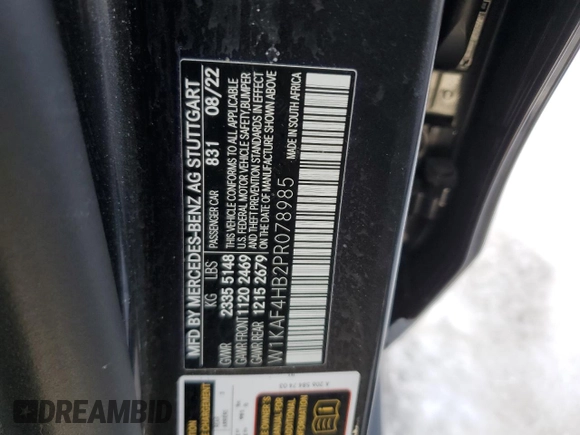 MFD BY MERCEDES-BENZ AG STUTTGART
PASSENGER CAR 831 08/22
KG LBS
GVWR 2335 5148
GAWR FRONT 1120 2469
GAWR REAR 1215 2679
THIS VEHICLE CONFORMS TO ALL APPLICABLE
U.S. FEDERAL MOTOR VEHICLE SAFETY, BUMPER
AND THEFT PREVENTION STANDARDS IN EFFECT
ON THE DATE OF MANUFACTURE SHOWN ABOVE
W1KAF4HB2PR078985
MADE IN SOUTH AFRICA
ADDITIONAL
DREAMBID